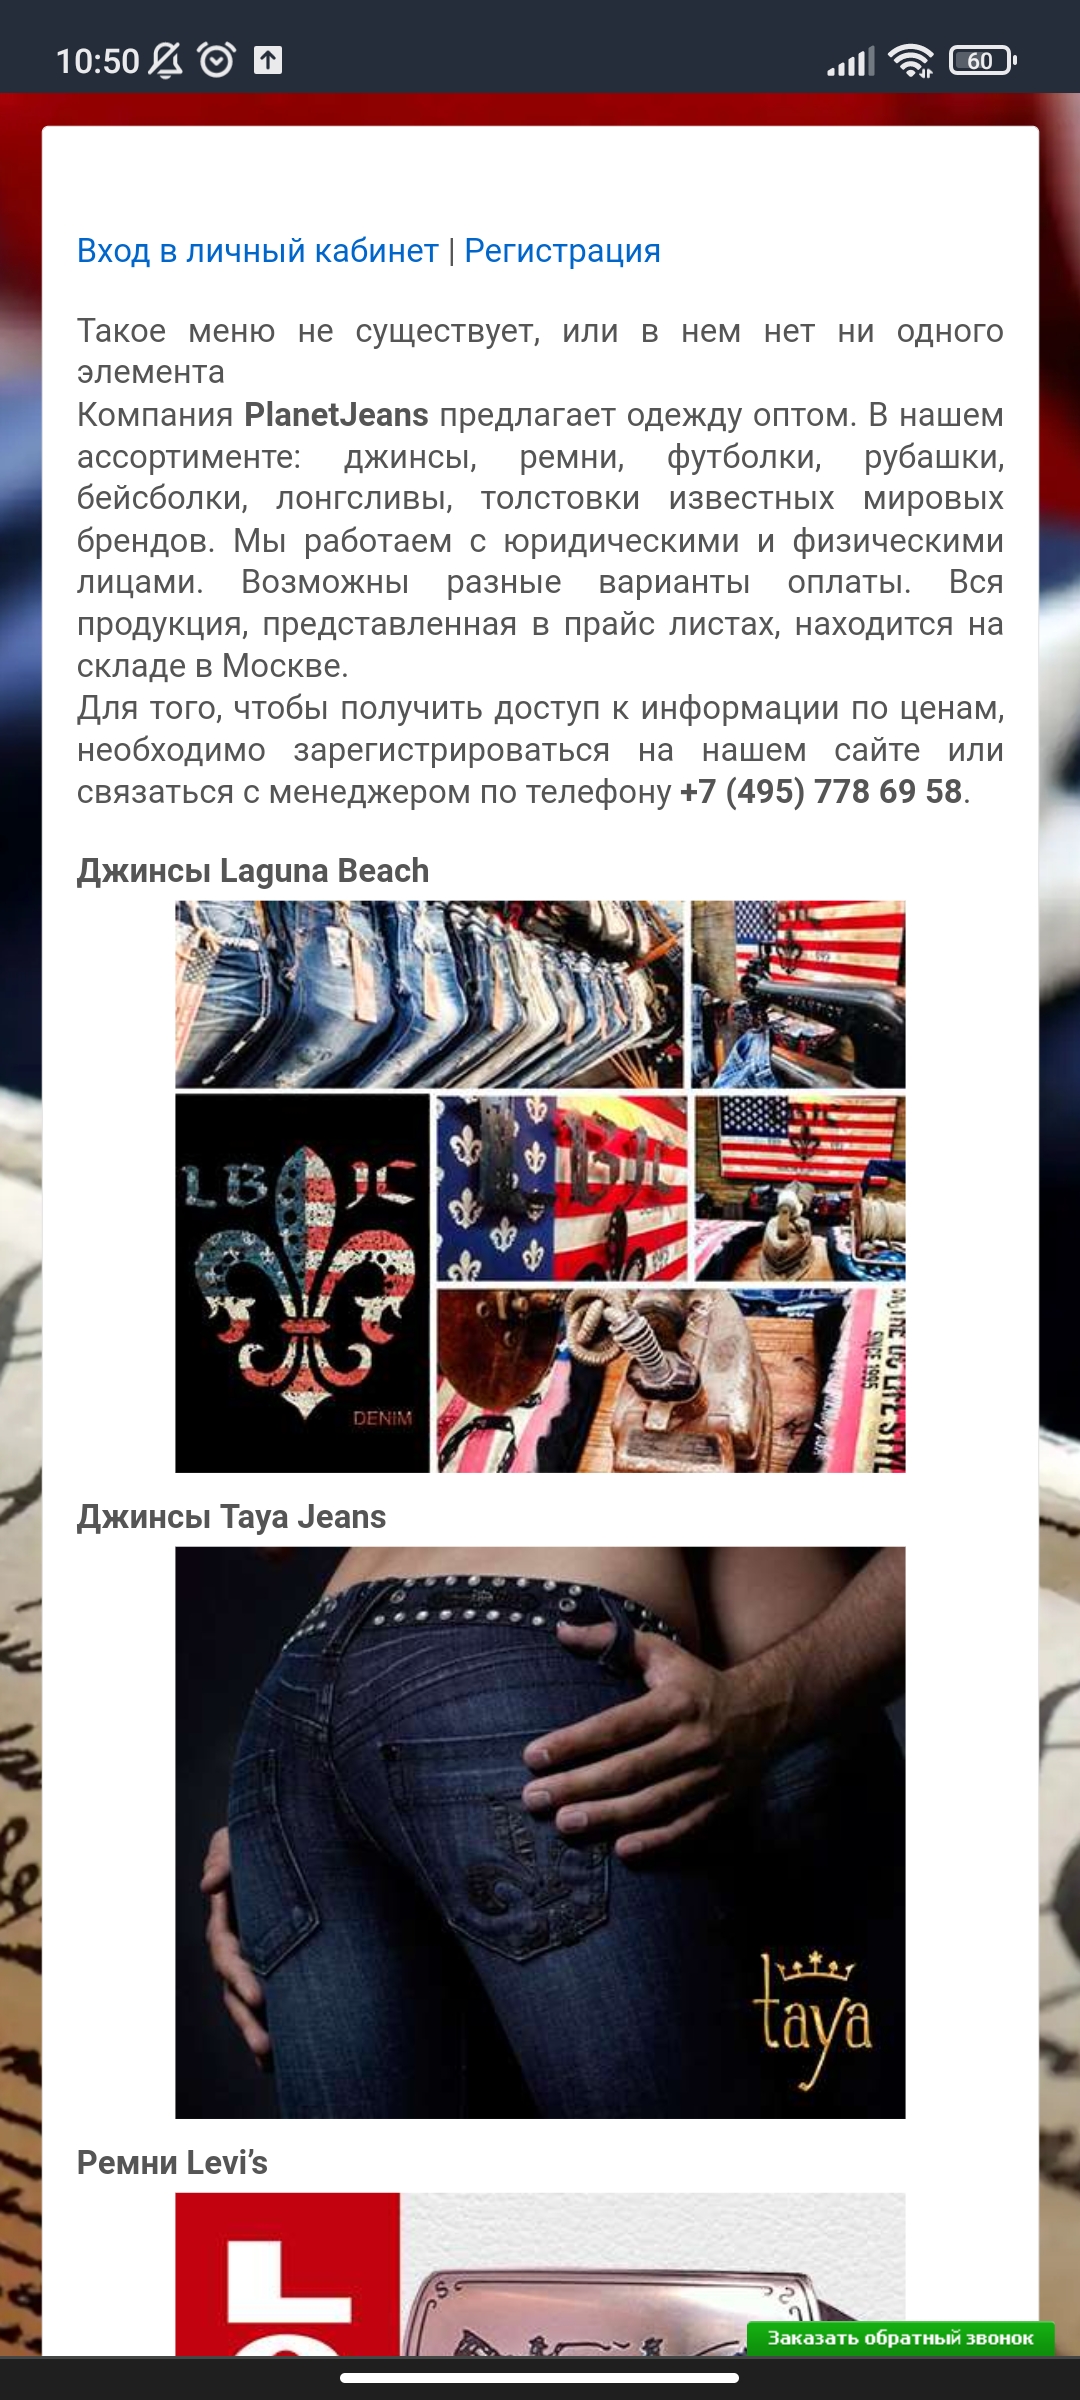 10:50
60
Вход в личный кабинет | Регистрация
Такое меню не существует, или в нем нет ни одного
элемента
Компания PlanetJeans предлагает одежду оптом. В нашем
ассортименте: джинсы, ремни, футболки, рубашки,
бейсболки, лонгсливы, толстовки известных мировых
брендов. Мы работаем с юридическими и физическими
лицами. Возможны разные варианты оплаты. Вся
продукция, представленная в прайс листах, находится на
складе в Москве.
Для того, чтобы получить доступ к информации по ценам,
необходимо зарегистрироваться на нашем сайте или
связаться с менеджером по телефону +7 (495) 778 69 58.
Джинсы Laguna Beach
LB JC
DENIM
SINCE 1995
Джинсы Taya Jeans
taya
Ремни Levi’s
Заказать обратный звонок